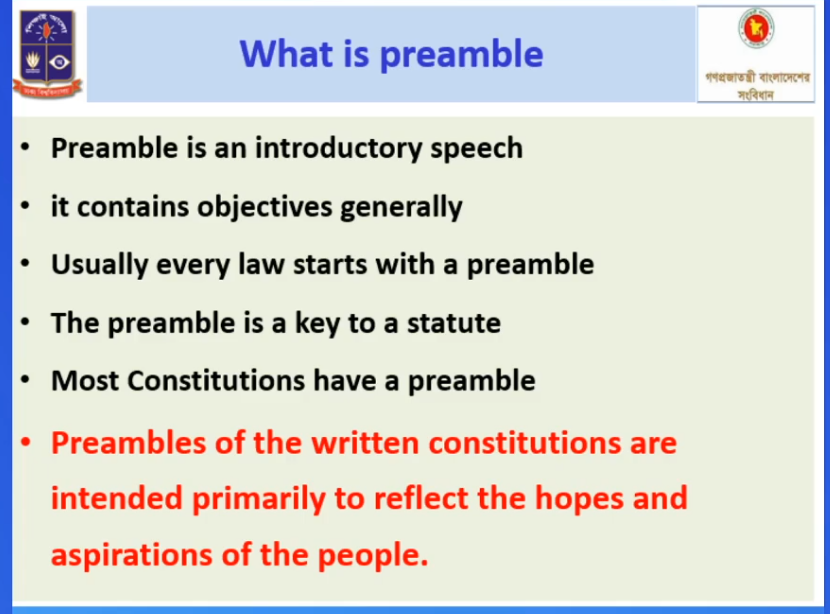 What is preamble
গণপ্রজাতন্ত্রী বাংলাদেশের
সংবিধান
• Preamble is an introductory speech
• it contains objectives generally
• Usually every law starts with a preamble
• The preamble is a key to a statute
• Most Constitutions have a preamble
• Preambles of the written constitutions are
intended primarily to reflect the hopes and
aspirations of the people.